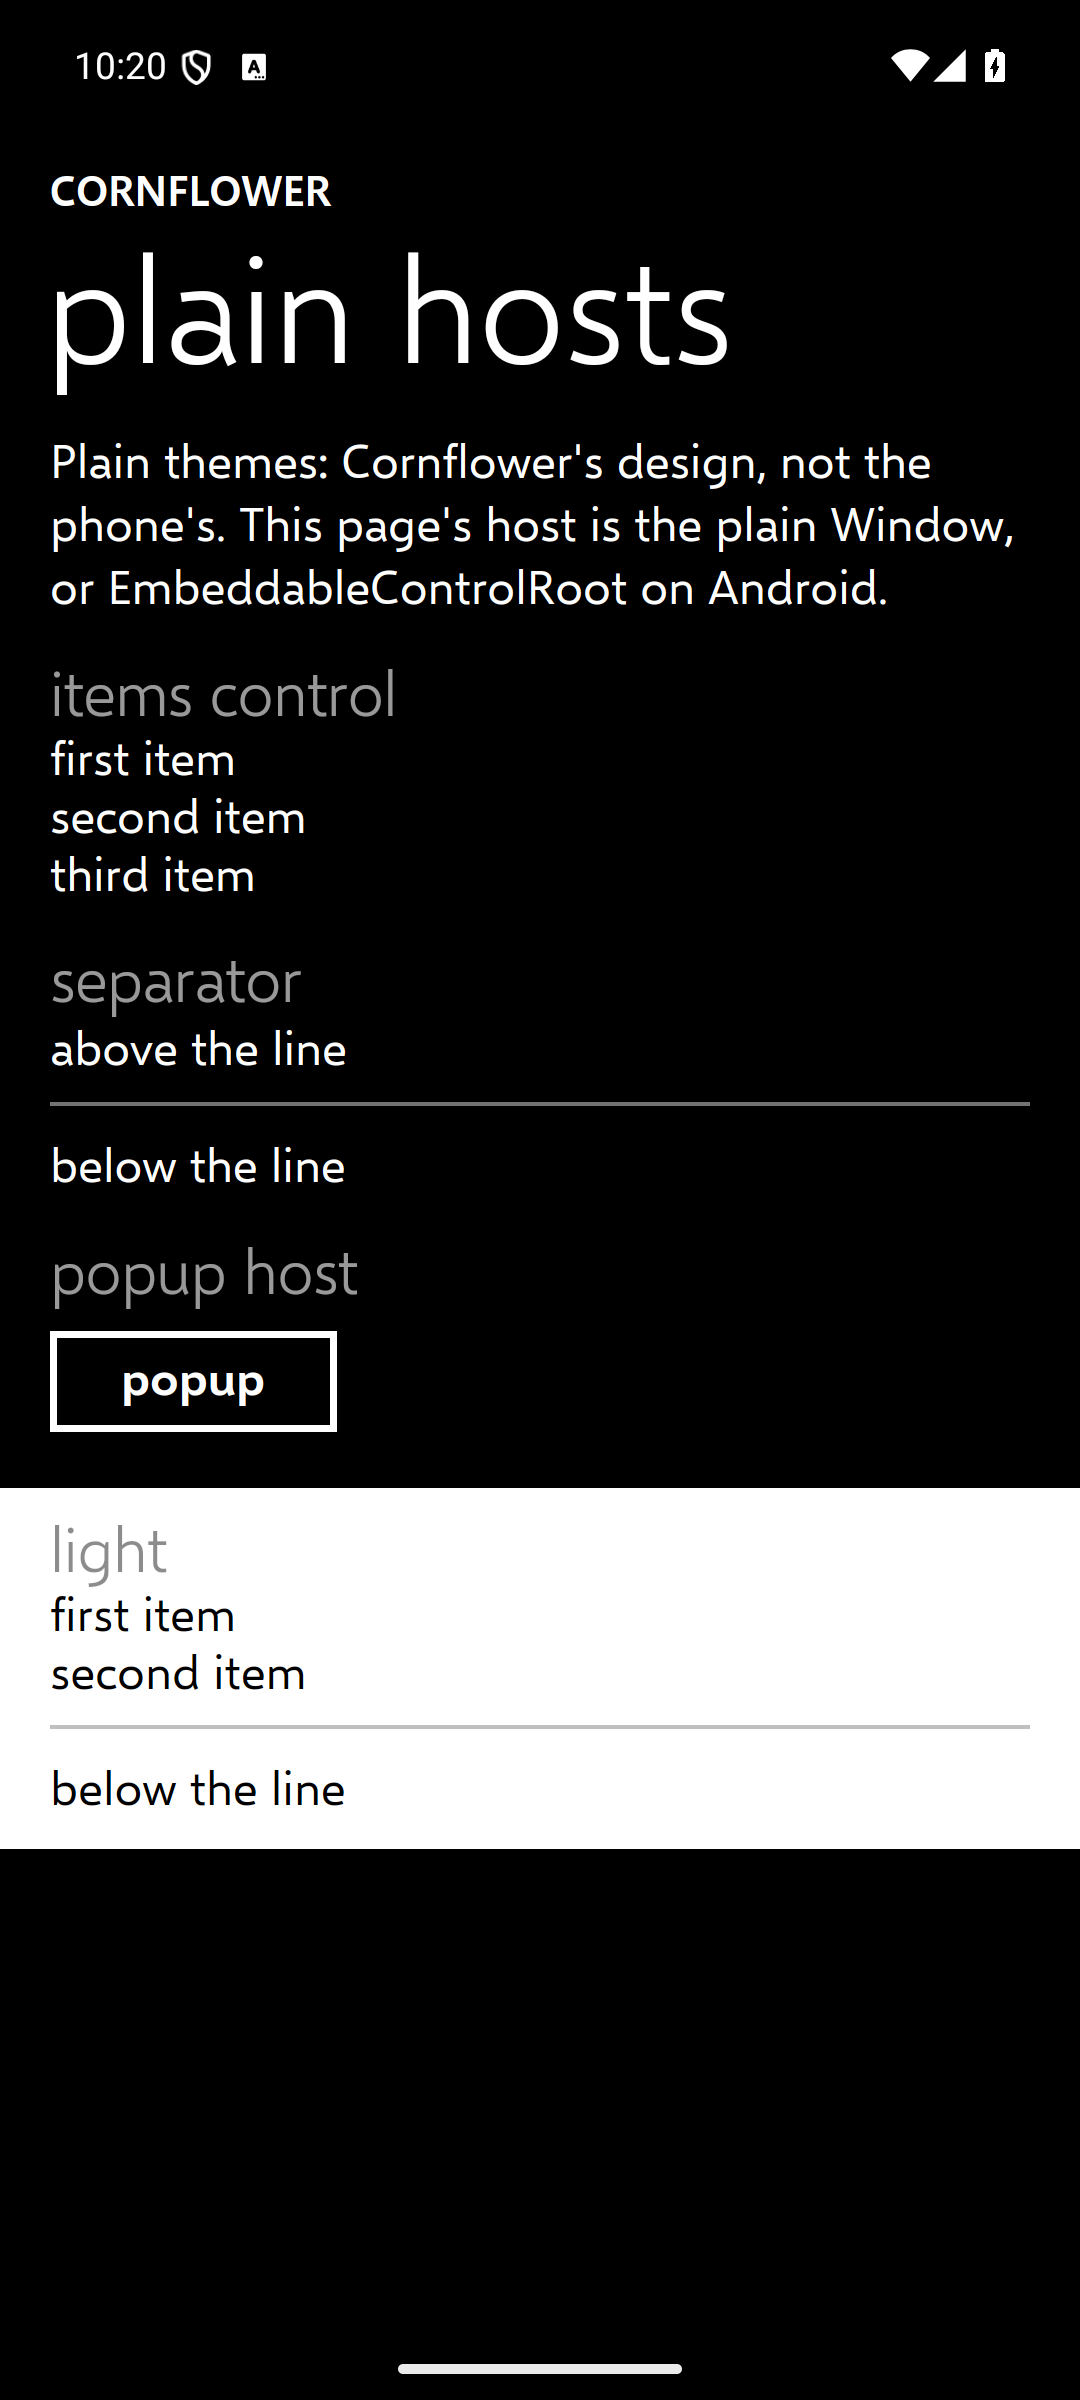 10:20
CORNFLOWER
plain hosts
Plain themes: Cornflower's design, not the
phone's. This page's host is the plain Window,
or EmbeddableControlRoot on Android.
items control
first item
second item
third item
separator
above the line
below the line
popup host
popup
light
first item
second item
below the line